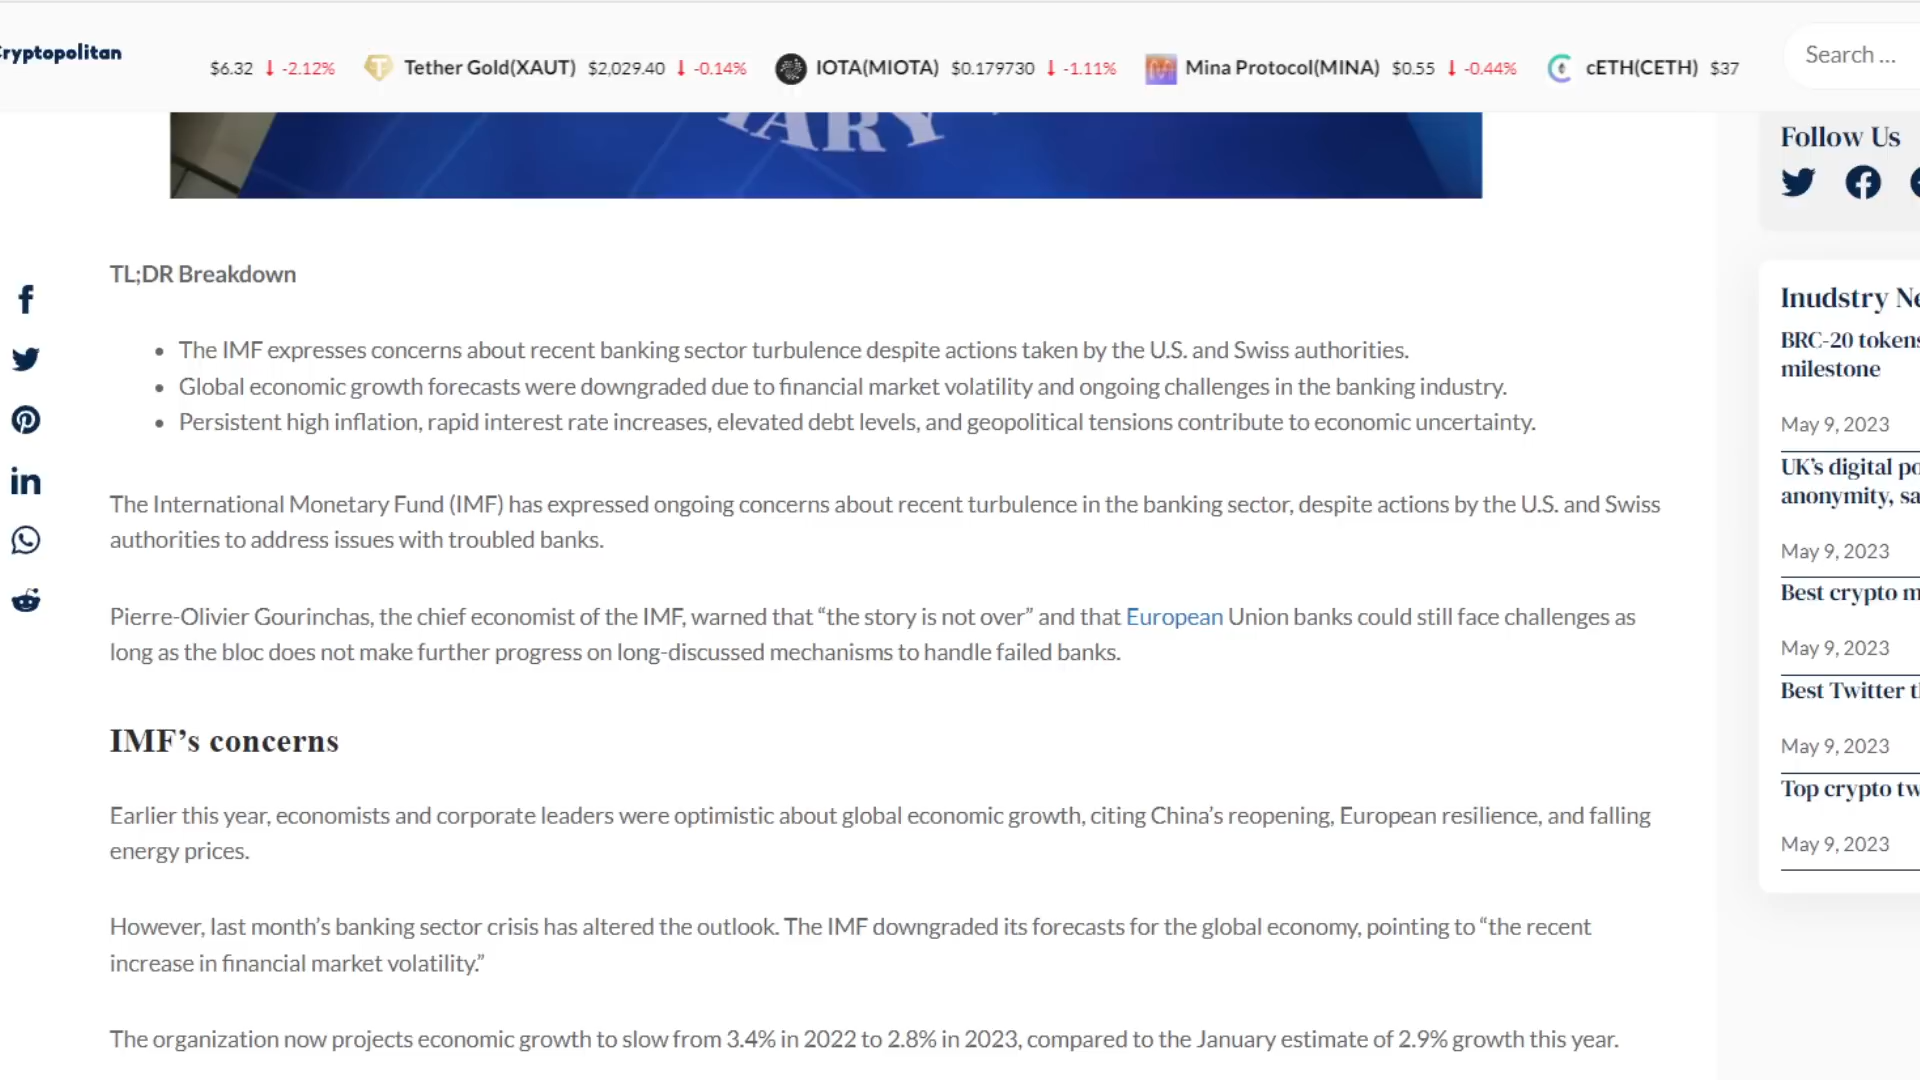 Cryptopolitan
$6.32 ↓ -2.12% Tether Gold(XAUT) $2,029.40 ↓ -0.14% IOTA(MIOTA) $0.179730 ↓ -1.11% Mina Protocol(MINA) $0.55 ↓ -0.44% cETH(CETH) $37
Search ...
ARY
TL;DR Breakdown
• The IMF expresses concerns about recent banking sector turbulence despite actions taken by the U.S. and Swiss authorities.
• Global economic growth forecasts were downgraded due to financial market volatility and ongoing challenges in the banking industry.
• Persistent high inflation, rapid interest rate increases, elevated debt levels, and geopolitical tensions contribute to economic uncertainty.
The International Monetary Fund (IMF) has expressed ongoing concerns about recent turbulence in the banking sector, despite actions by the U.S. and Swiss
authorities to address issues with troubled banks.
Pierre-Olivier Gourinchas, the chief economist of the IMF, warned that “the story is not over” and that European Union banks could still face challenges as
long as the bloc does not make further progress on long-discussed mechanisms to handle failed banks.
IMF’s concerns
Earlier this year, economists and corporate leaders were optimistic about global economic growth, citing China’s reopening, European resilience, and falling
energy prices.
However, last month’s banking sector crisis has altered the outlook. The IMF downgraded its forecasts for the global economy, pointing to “the recent
increase in financial market volatility.”
The organization now projects economic growth to slow from 3.4% in 2022 to 2.8% in 2023, compared to the January estimate of 2.9% growth this year.
Follow Us
Inudstry Ne
BRC-20 tokens
milestone
May 9, 2023
UK’s digital po
anonymity, sa
May 9, 2023
Best crypto m
May 9, 2023
Best Twitter t
May 9, 2023
Top crypto tw
May 9, 2023